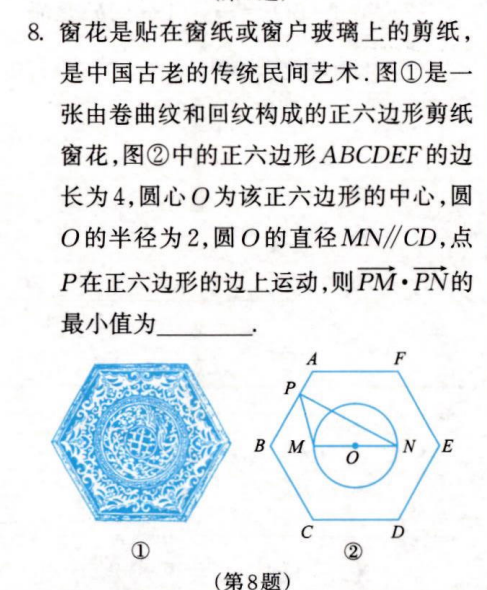 8. 窗花是贴在窗纸或窗户玻璃上的剪纸,
是中国古老的传统民间艺术.图①是一
张由卷曲纹和回纹构成的正六边形剪纸
窗花,图②中的正六边形ABCDEF的边
长为4,圆心O为该正六边形的中心,圆
O的半径为2,圆O的直径MN//CD,点
P在正六边形的边上运动,则\overrightarrow{PM}·\overrightarrow{PN}的
最小值为________.
A F
P
B M O N E
C D
① ②
(第8题)